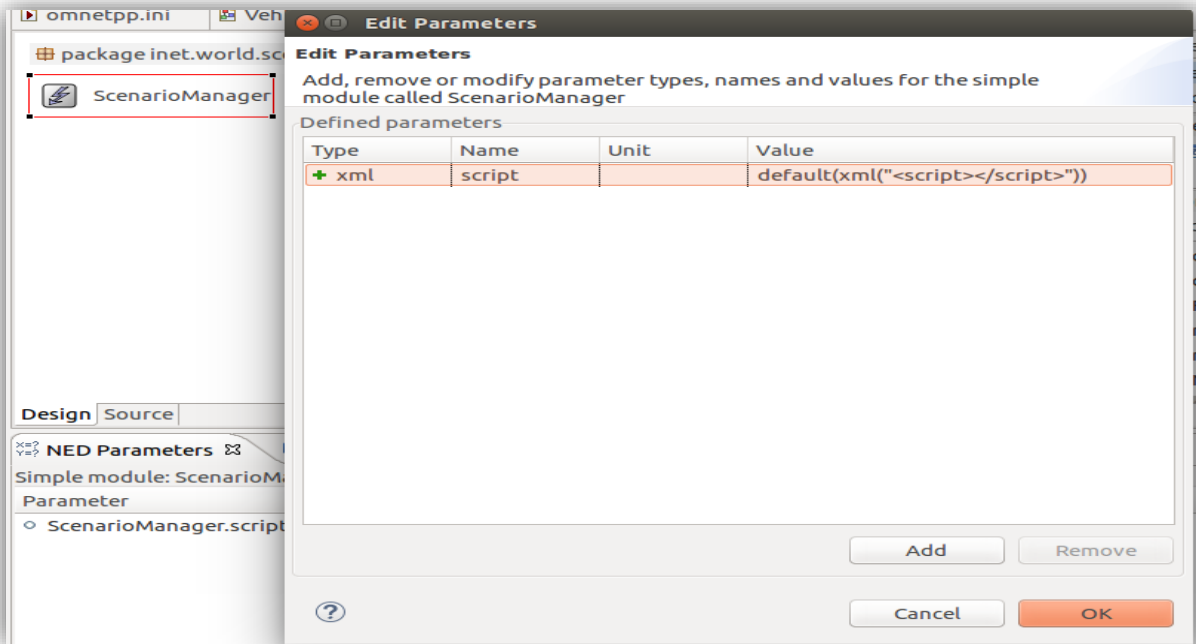 omnetpp.ini
Veh
package inet.world.sc
ScenarioManager
Design Source
NED Parameters
Simple module: ScenarioMa
Parameter
ScenarioManager.script
Edit Parameters
Edit Parameters
Add, remove or modify parameter types, names and values for the simple
module called ScenarioManager
Defined parameters
Type Name Unit Value
xml script default(xml("<script></script>"))
Add Remove
Cancel OK